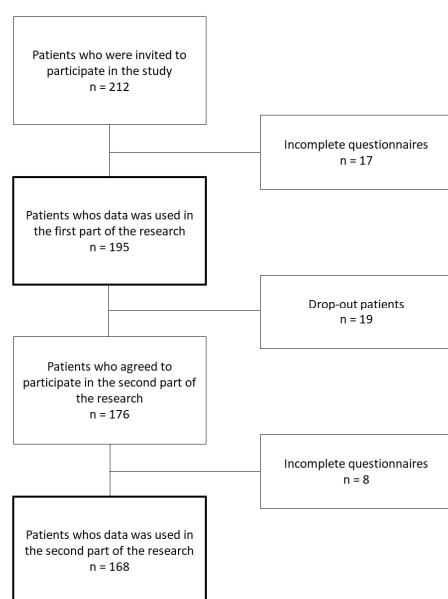 Patients who were invited to
participate in the study
n = 212
Incomplete questionnaires
n = 17
Patients whos data was used in
the first part of the research
n = 195
Drop-out patients
n = 19
Patients who agreed to
participate in the second part of
the research
n = 176
Incomplete questionnaires
n = 8
Patients whos data was used in
the second part of the research
n = 168